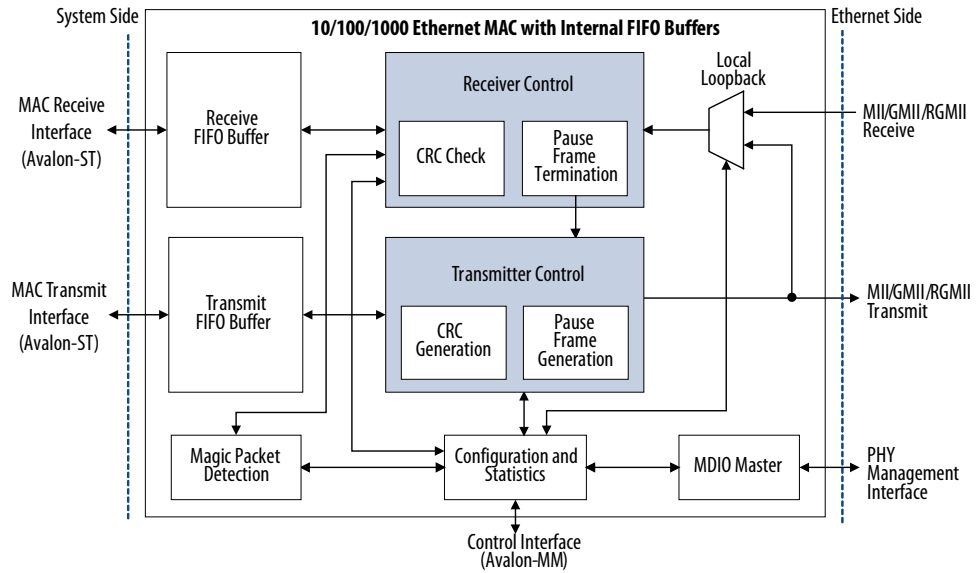 System Side
Ethernet Side
10/100/1000 Ethernet MAC with Internal FIFO Buffers
MAC Receive
Interface
(Avalon-ST)
Receive
FIFO Buffer
Receiver Control
CRC Check
Pause
Frame
Termination
Local
Loopback
MII/GMII/RGMII
Receive
MAC Transmit
Interface
(Avalon-ST)
Transmit
FIFO Buffer
Transmitter Control
CRC
Generation
Pause
Frame
Generation
MII/GMII/RGMII
Transmit
Magic Packet
Detection
Configuration and
Statistics
MDIO Master
PHY
Management
Interface
Control Interface
(Avalon-MM)